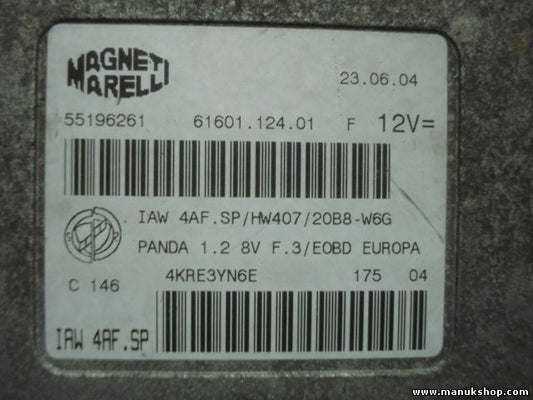 MAGNETI
MARELLI
23.06.04
55196261 61601.124.01 F 12V=
IAW 4AF.SP/HW407/20B8-W6G
PANDA 1.2 8V F.3/EOBD EUROPA
C 146 4KRE3YN6E 175 04
IAW 4AF.SP
www.manukshop.com